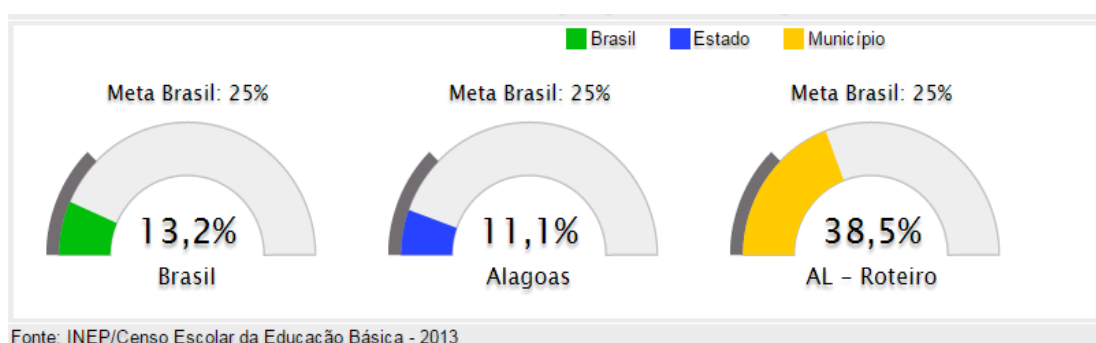 Brasil Estado Município
Meta Brasil: 25% Meta Brasil: 25% Meta Brasil: 25%
13,2% 11,1% 38,5%
Brasil Alagoas AL – Roteiro
Fonte: INEP/Censo Escolar da Educação Básica - 2013